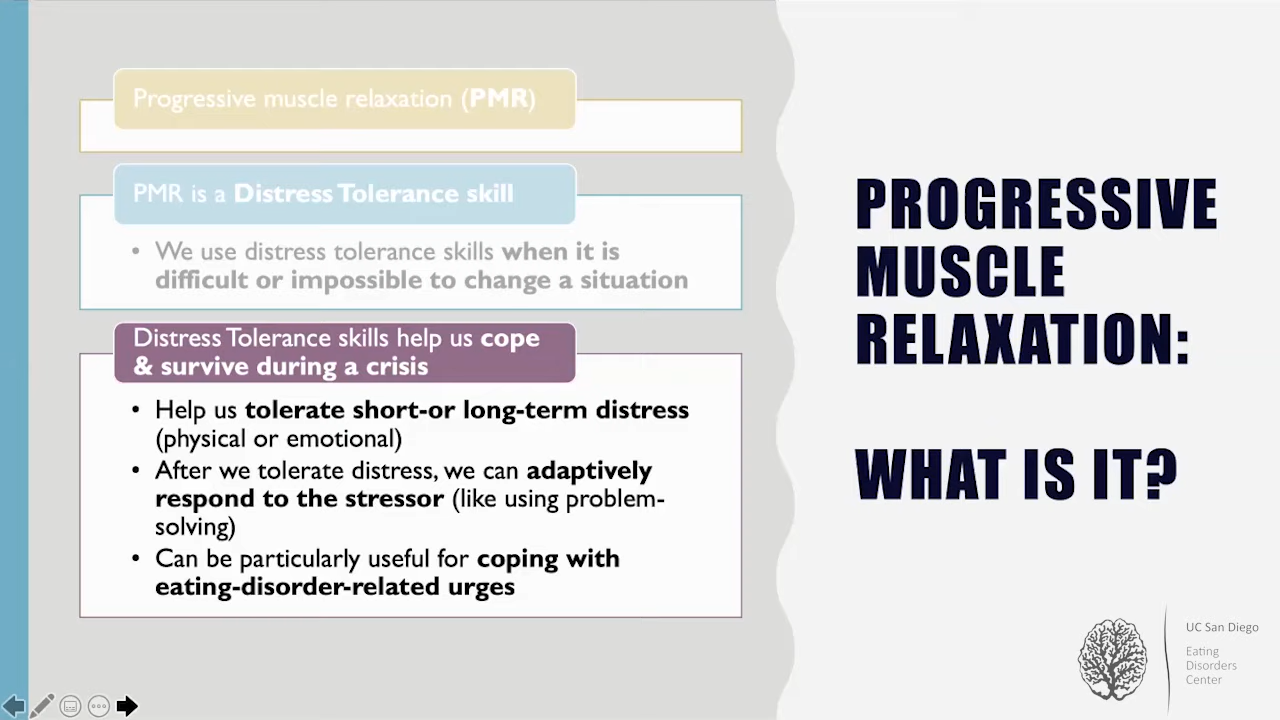 Progressive muscle relaxation (PMR)
PMR is a Distress Tolerance skill
• We use distress tolerance skills when it is
difficult or impossible to change a situation
Distress Tolerance skills help us cope
& survive during a crisis
• Help us tolerate short-or long-term distress
(physical or emotional)
• After we tolerate distress, we can adaptively
respond to the stressor (like using problem-
solving)
• Can be particularly useful for coping with
eating-disorder-related urges
PROGRESSIVE
MUSCLE
RELAXATION:
WHAT IS IT?
UC San Diego
Eating
Disorders
Center